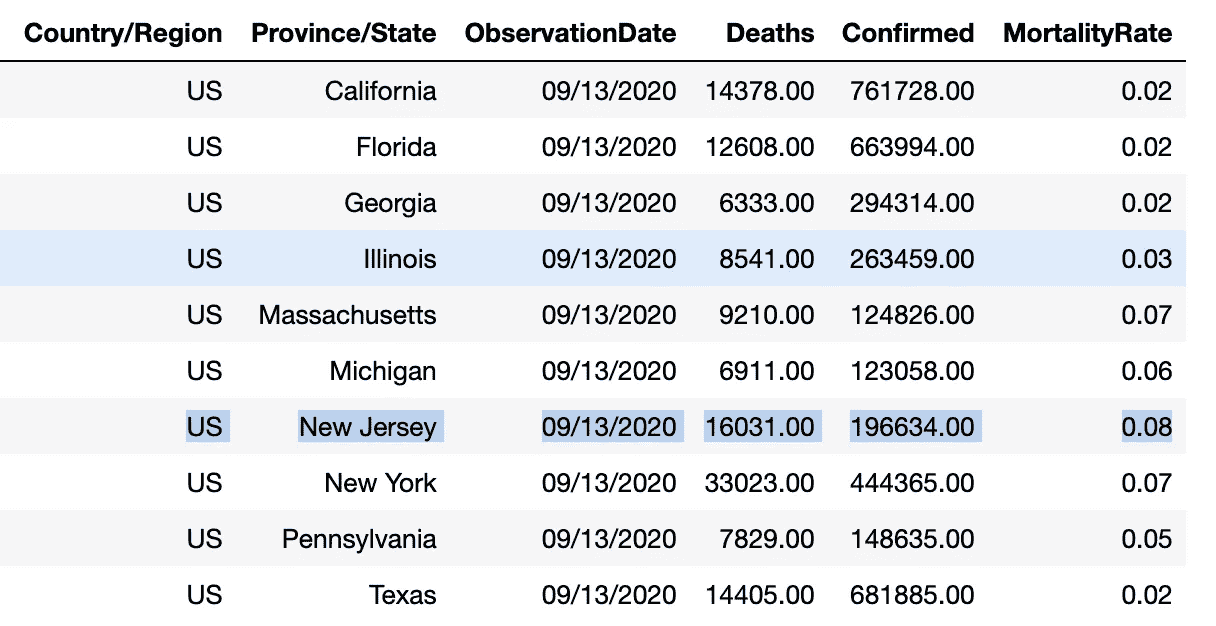 Country/Region Province/State ObservationDate Deaths Confirmed MortalityRate
US California 09/13/2020 14378.00 761728.00 0.02
US Florida 09/13/2020 12608.00 663994.00 0.02
US Georgia 09/13/2020 6333.00 294314.00 0.02
US Illinois 09/13/2020 8541.00 263459.00 0.03
US Massachusetts 09/13/2020 9210.00 124826.00 0.07
US Michigan 09/13/2020 6911.00 123058.00 0.06
US New Jersey 09/13/2020 16031.00 196634.00 0.08
US New York 09/13/2020 33023.00 444365.00 0.07
US Pennsylvania 09/13/2020 7829.00 148635.00 0.05
US Texas 09/13/2020 14405.00 681885.00 0.02